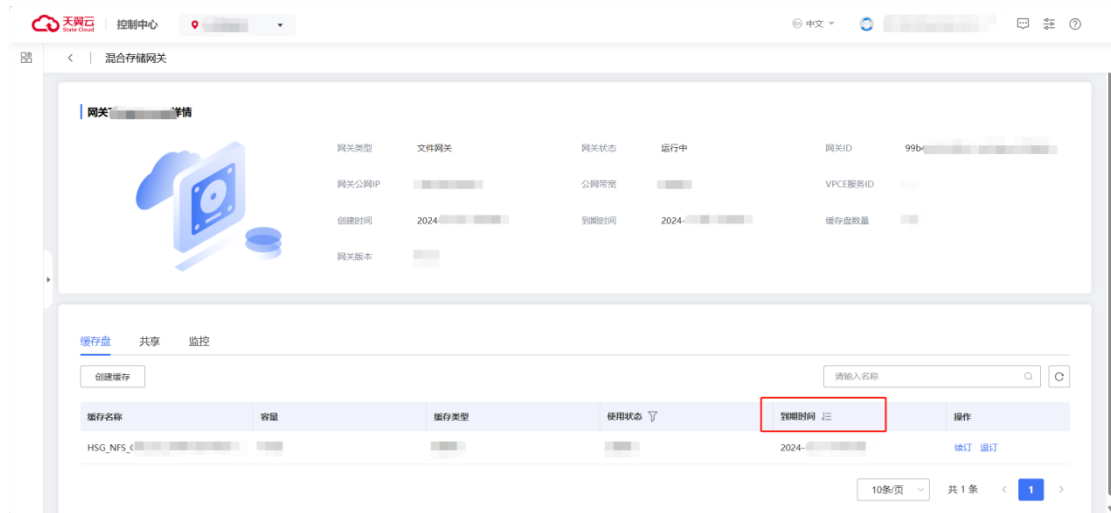 天翼云 State Cloud 控制中心 中文
混合存储网关
网关 详情
网关类型 文件网关 网关状态 运行中 网关ID 99b
网关公网IP 公网带宽 VPCE服务ID
创建时间 2024- 到期时间 2024- 缓存盘数量
网关版本
缓存盘 共享 监控
创建缓存 请输入名称
缓存名称 容量 缓存类型 使用状态 到期时间 操作
HSG_NFS_ 2024- 续订 退订
10条/页 共 1 条 1